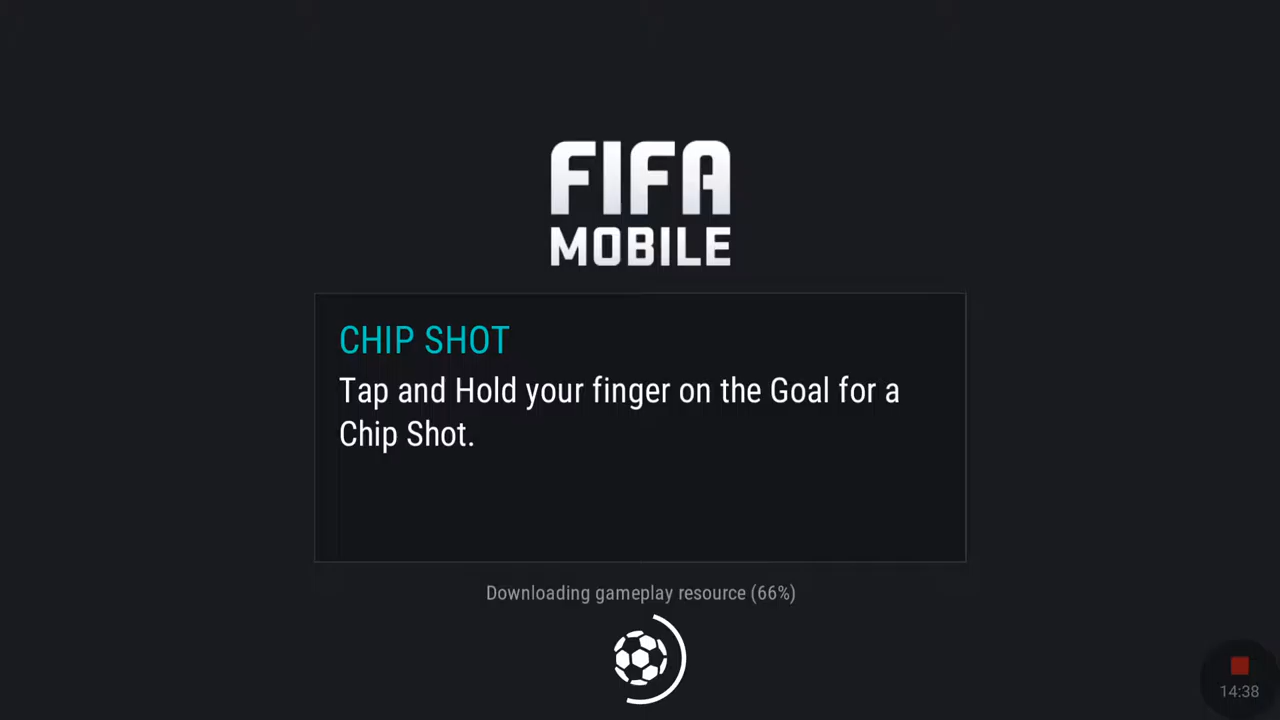 FIFA
MOBILE
CHIP SHOT
Tap and Hold your finger on the Goal for a
Chip Shot.
Downloading gameplay resource (66%)
14:38